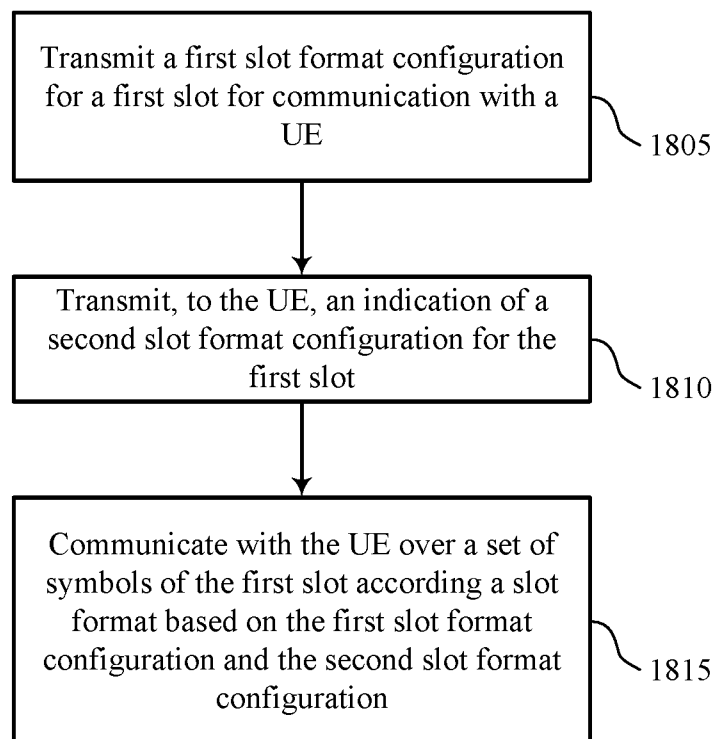 Transmit a first slot format configuration
for a first slot for communication with a
UE
1805
Transmit, to the UE, an indication of a
second slot format configuration for the
first slot
1810
Communicate with the UE over a set of
symbols of the first slot according a slot
format based on the first slot format
configuration and the second slot format
configuration
1815